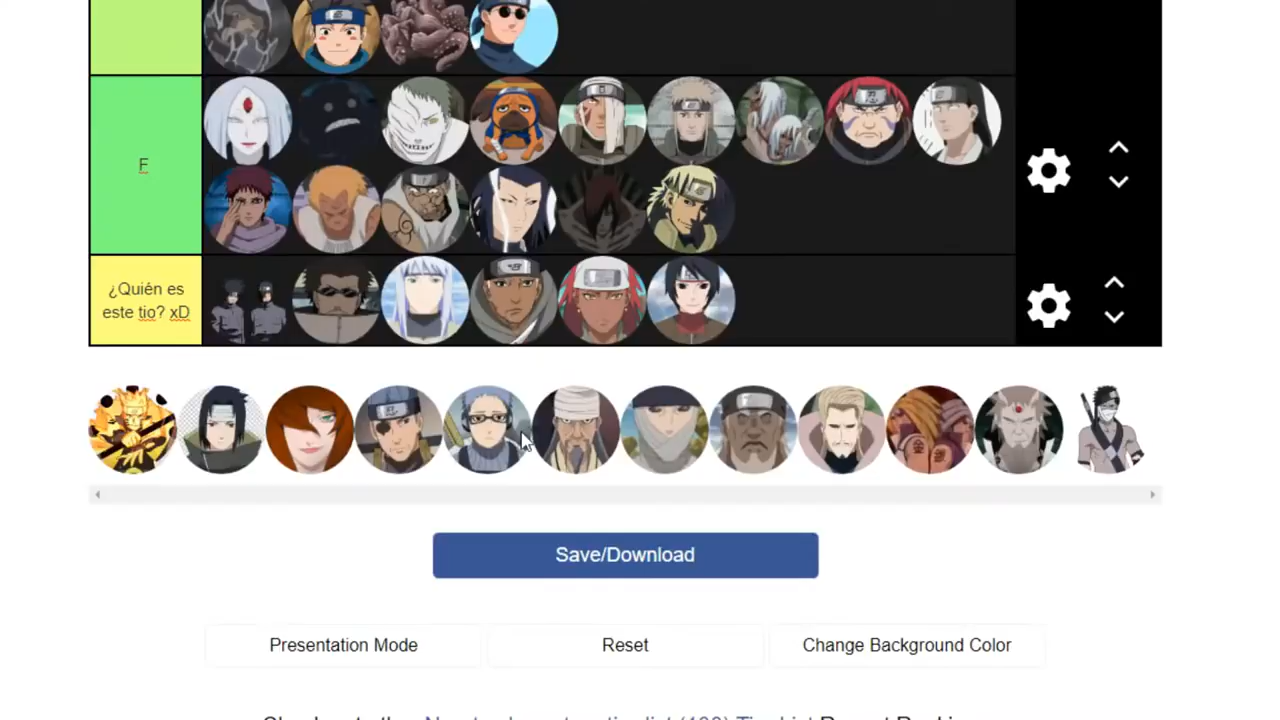 F
¿Quién es
este tio? xD
Save/Download
Presentation Mode
Reset
Change Background Color